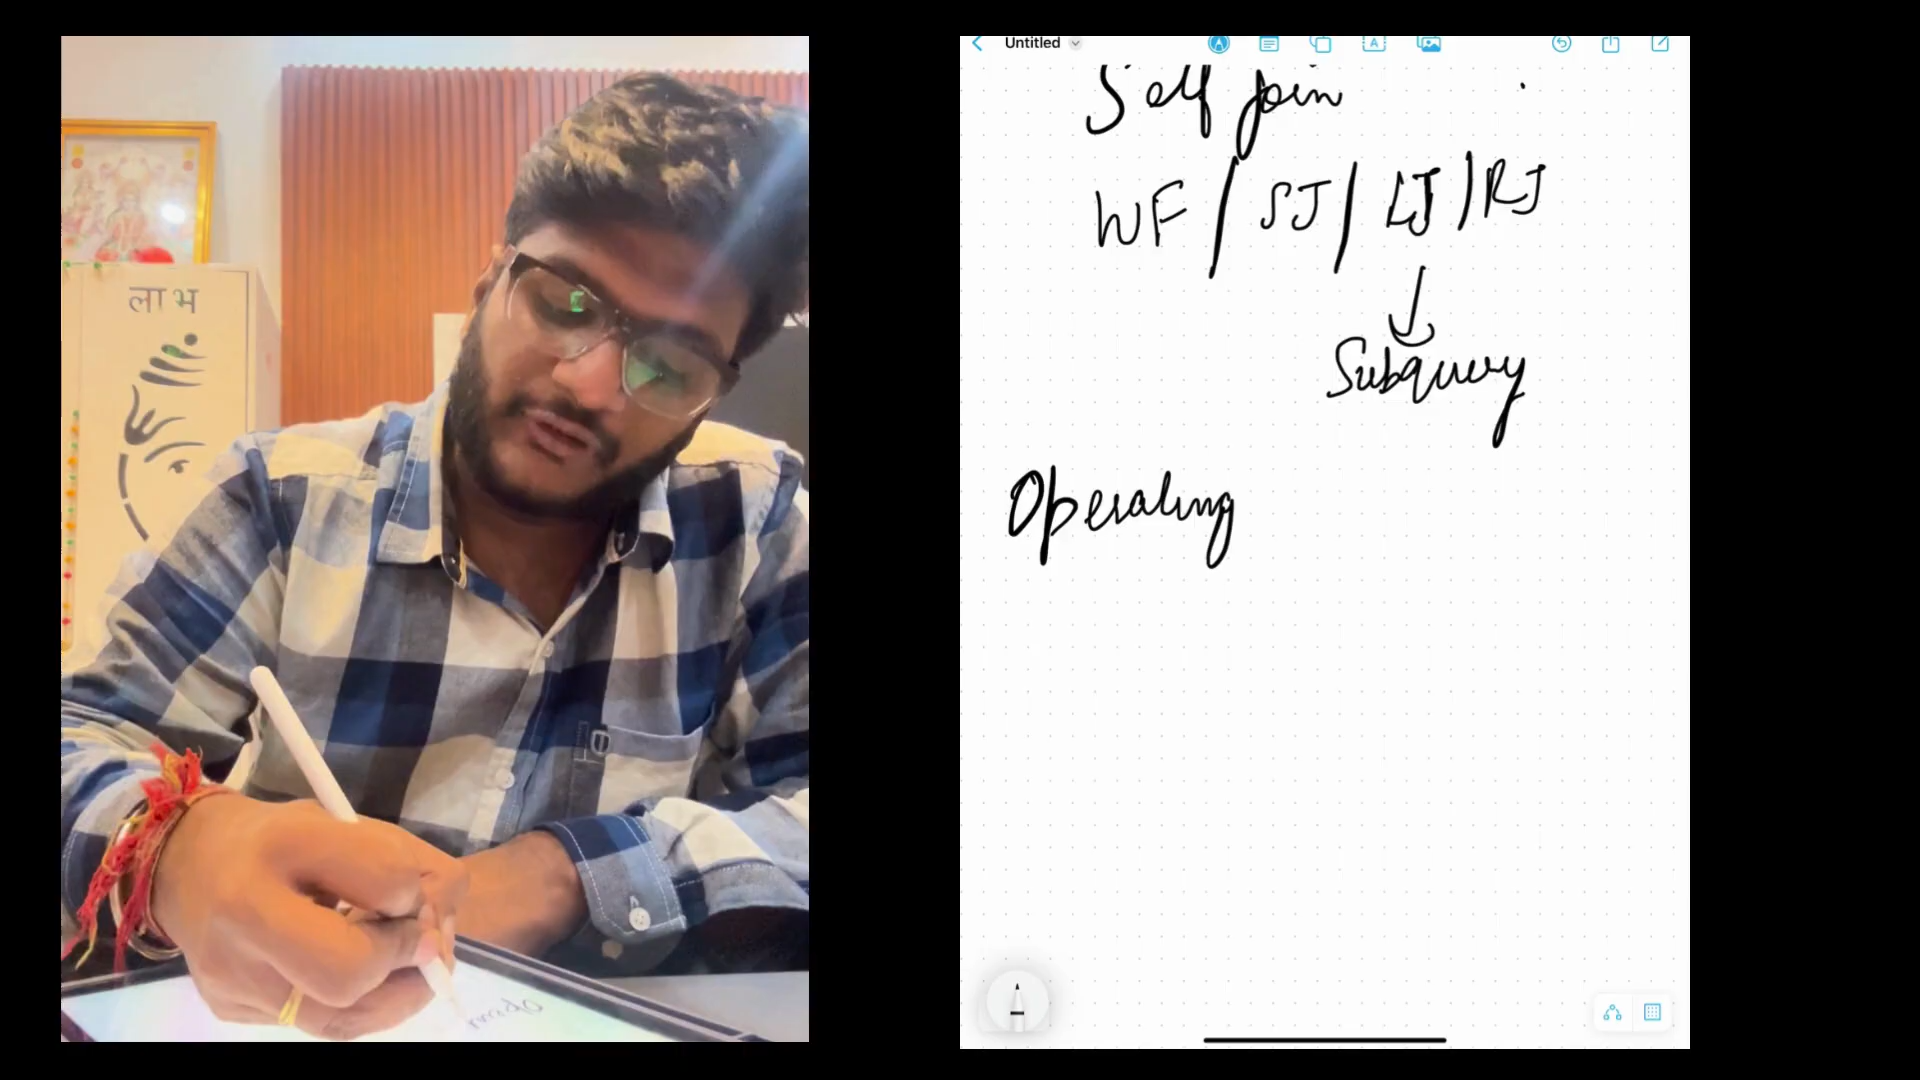 लाभ
Untitled
Self join
WF / SJ / LJ / RJ
Subquery
Operating